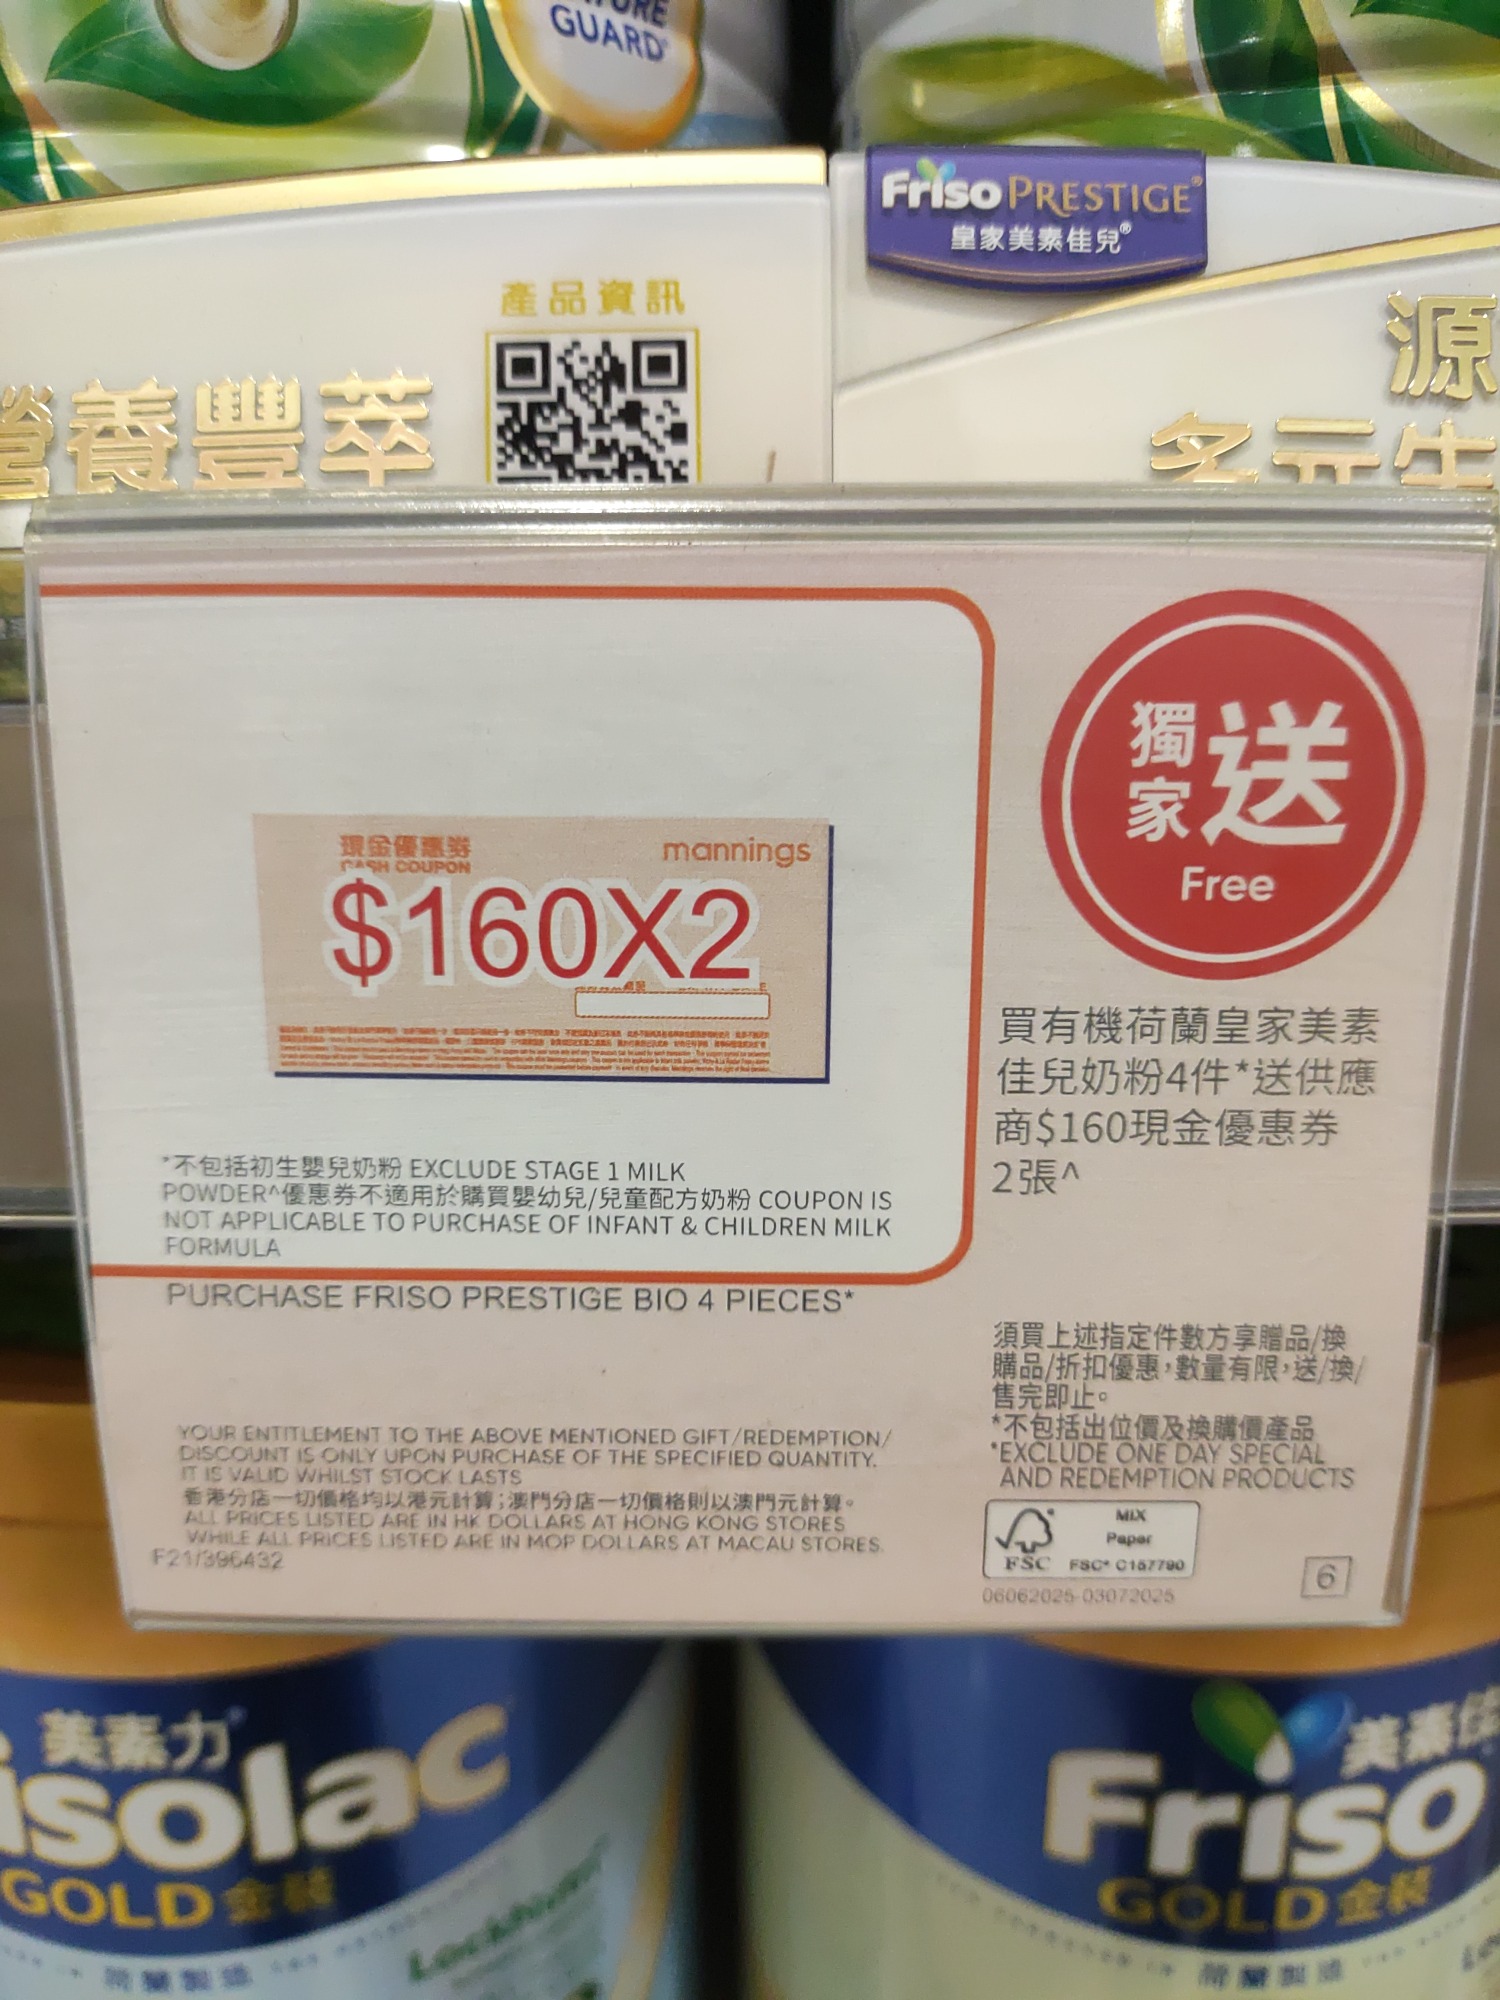 GUARD
Friso PRESTIGE®
皇家美素佳兒®
產品資訊
營養豐萃
源
多元生
現金優惠券
CASH COUPON
mannings
$160X2
獨家送
Free
買有機荷蘭皇家美素
佳兒奶粉4件*送供應
商$160現金優惠券
2張^
*不包括初生嬰兒奶粉 EXCLUDE STAGE 1 MILK
POWDER^優惠券不適用於購買嬰幼兒/兒童配方奶粉 COUPON IS
NOT APPLICABLE TO PURCHASE OF INFANT & CHILDREN MILK
FORMULA
PURCHASE FRISO PRESTIGE BIO 4 PIECES*
須買上述指定件數方享贈品/換
購品/折扣優惠，數量有限，送/換/
售完即止。
*不包括出位價及換購價產品
*EXCLUDE ONE DAY SPECIAL
AND REDEMPTION PRODUCTS
YOUR ENTITLEMENT TO THE ABOVE MENTIONED GIFT/REDEMPTION/
DISCOUNT IS ONLY UPON PURCHASE OF THE SPECIFIED QUANTITY.
IT IS VALID WHILST STOCK LASTS
香港分店一切價格均以港元計算；澳門分店一切價格則以澳門元計算。
ALL PRICES LISTED ARE IN HK DOLLARS AT HONG KONG STORES
WHILE ALL PRICES LISTED ARE IN MOP DOLLARS AT MACAU STORES.
F21/396432
FSC
MIX
Paper
FSC® C157790
06062025-03072025
6
美素力
isolac
GOLD 金裝
荷蘭製造
美素佳
Friso
GOLD 金裝
荷蘭製造